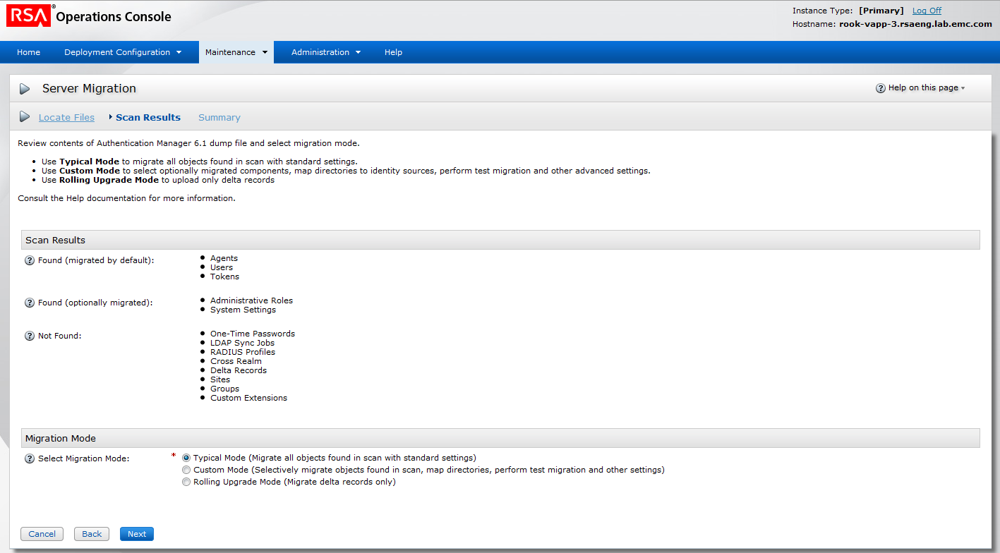 RSA® Operations Console
Instance Type: [Primary] Log Off
Hostname: rook-vapp-3.rsaeng.lab.emc.com
Home Deployment Configuration Maintenance Administration Help
Server Migration
Help on this page
Locate Files Scan Results Summary
Review contents of Authentication Manager 6.1 dump file and select migration mode.
• Use Typical Mode to migrate all objects found in scan with standard settings.
• Use Custom Mode to select optionally migrated components, map directories to identity sources, perform test migration and other advanced settings.
• Use Rolling Upgrade Mode to upload only delta records
Consult the Help documentation for more information.
Scan Results
? Found (migrated by default):
• Agents
• Users
• Tokens
? Found (optionally migrated):
• Administrative Roles
• System Settings
? Not Found:
• One-Time Passwords
• LDAP Sync Jobs
• RADIUS Profiles
• Cross Realm
• Delta Records
• Sites
• Groups
• Custom Extensions
Migration Mode
? Select Migration Mode:
* Typical Mode (Migrate all objects found in scan with standard settings)
Custom Mode (Selectively migrate objects found in scan, map directories, perform test migration and other settings)
Rolling Upgrade Mode (Migrate delta records only)
Cancel Back Next